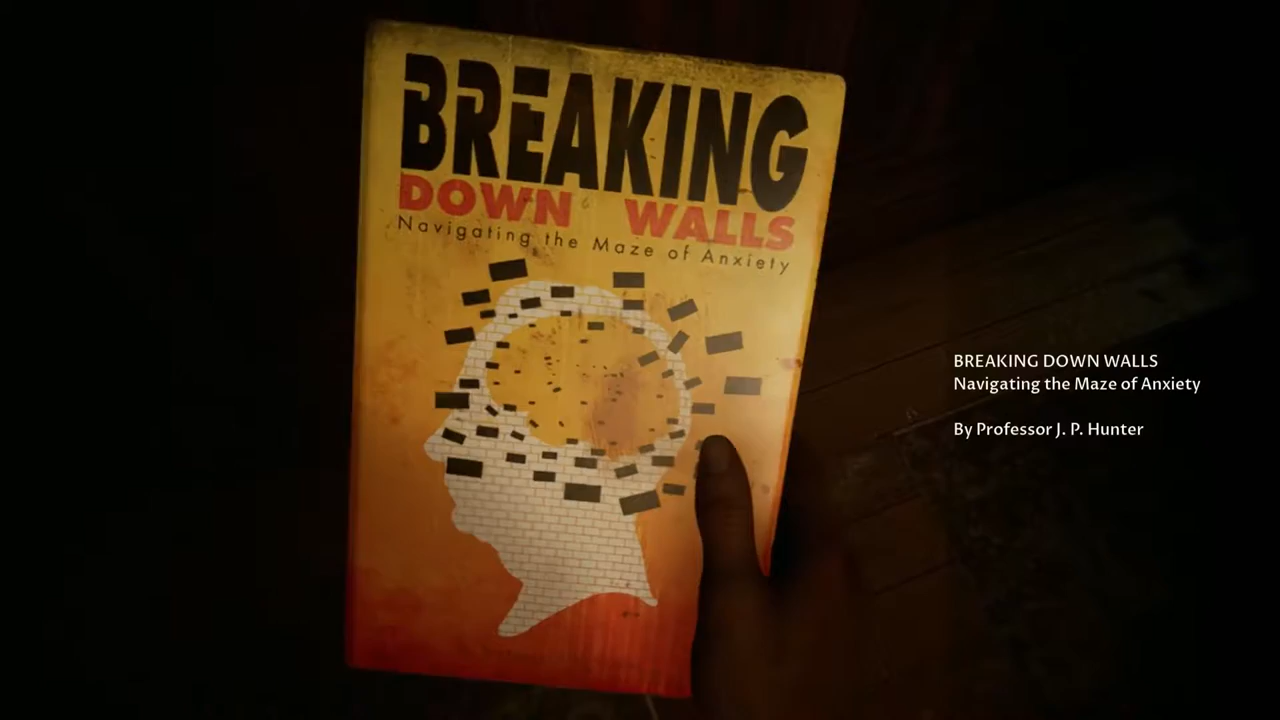 BREAKING
DOWN WALLS
Navigating the Maze of Anxiety
BREAKING DOWN WALLS
Navigating the Maze of Anxiety
By Professor J. P. Hunter